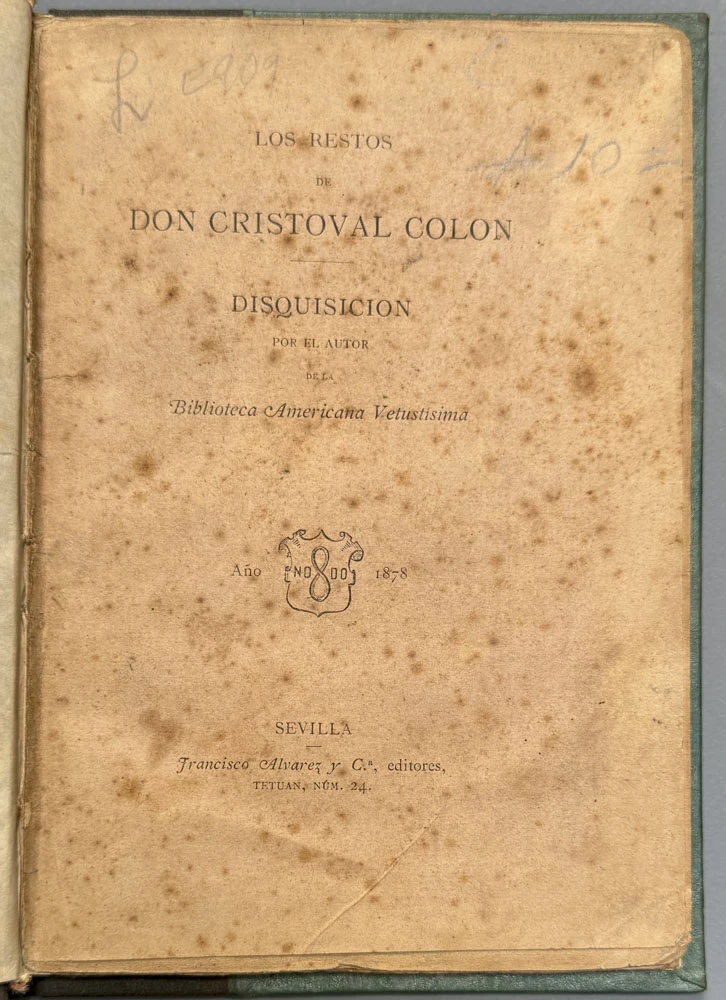 LOS RESTOS
DE
DON CRISTOVAL COLON
DISQUISICION
POR EL AUTOR
DE LA
Biblioteca Americana Vetustísima
Año NO8DO 1878
SEVILLA
Francisco Alvarez y C.ª, editores,
TETUAN, NÚM. 24.